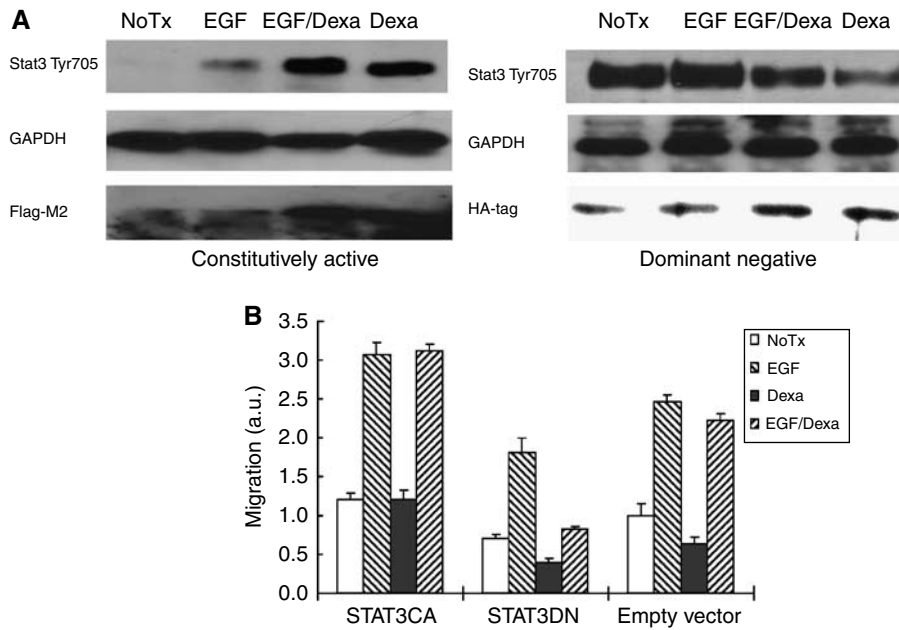 A
NoTx EGF EGF/Dexa Dexa
Stat3 Tyr705
GAPDH
Flag-M2
Constitutively active
NoTx EGF EGF/Dexa Dexa
Stat3 Tyr705
GAPDH
HA-tag
Dominant negative
B
Migration (a.u.)
3.5
3.0
2.5
2.0
1.5
1.0
0.5
0.0
STAT3CA STAT3DN Empty vector
NoTx
EGF
Dexa
EGF/Dexa